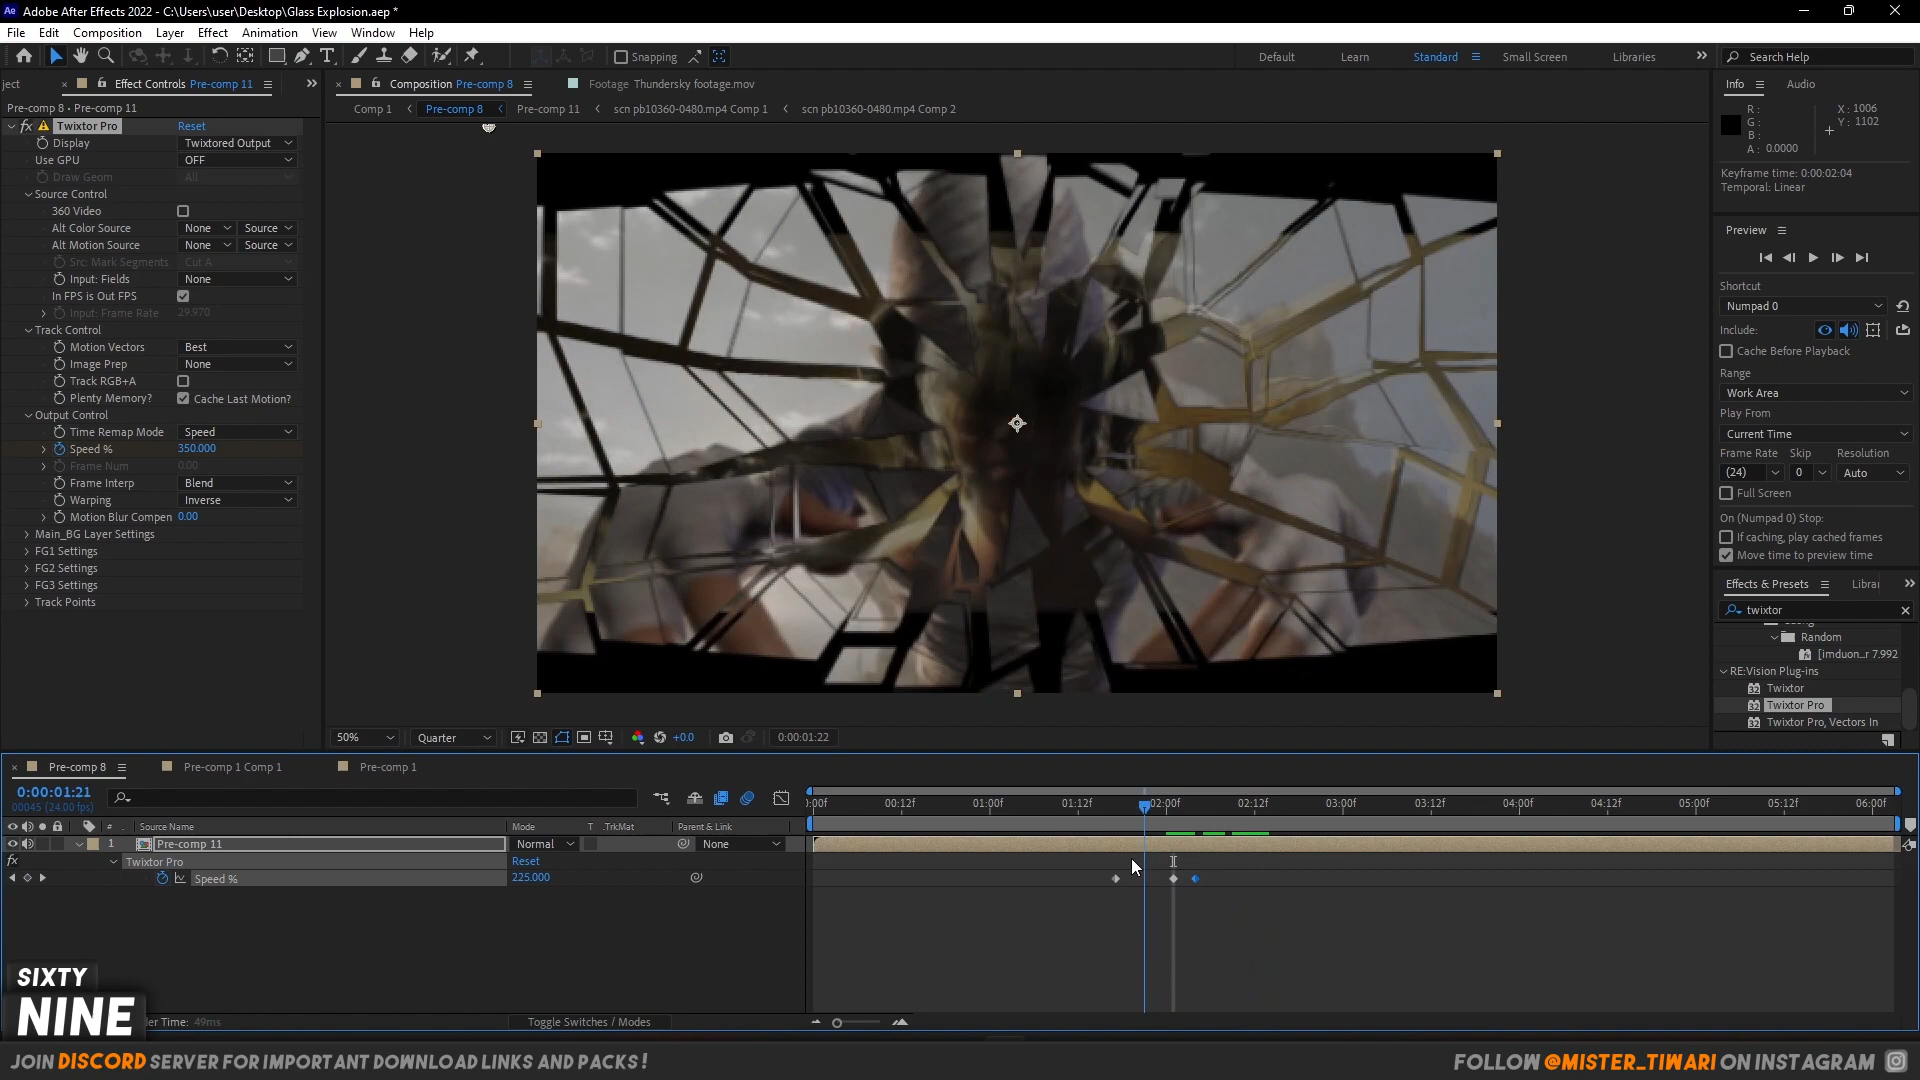 Adobe After Effects 2022 - C:\Users\user\Desktop\Glass Explosion.aep *
File Edit Composition Layer Effect Animation View Window Help
Snapping
Default Learn Standard Small Screen Libraries
Search Help
ject Effect Controls Pre-comp 11
Pre-comp 8 • Pre-comp 11
fx Twixtor Pro Reset
Display Twixtored Output
Use GPU OFF
Draw Geom All
Source Control
360 Video
Alt Color Source None Source
Alt Motion Source None Source
Src: Mark Segments Cut A
Input: Fields None
In FPS is Out FPS
Input: Frame Rate 29.970
Track Control
Motion Vectors Best
Image Prep None
Track RGB+A
Plenty Memory? Cache Last Motion?
Output Control
Time Remap Mode Speed
Speed % 350.000
Frame Num 0.00
Frame Interp Blend
Warping Inverse
Motion Blur Compen 0.00
Main_BG Layer Settings
FG1 Settings
FG2 Settings
FG3 Settings
Track Points
Composition Pre-comp 8 Footage Thundersky footage.mov
Comp 1 Pre-comp 8 Pre-comp 11 scn pb10360-0480.mp4 Comp 1 scn pb10360-0480.mp4 Comp 2
50% Quarter +0.0 0:00:01:22
Info Audio
R :
G :
B :
A : 0.0000
X : 1006
Y : 1102
Keyframe time: 0:00:02:04
Temporal: Linear
Preview
Shortcut
Numpad 0
Include:
Cache Before Playback
Range
Work Area
Play From
Current Time
Frame Rate Skip Resolution
(24) 0 Auto
Full Screen
On (Numpad 0) Stop:
If caching, play cached frames
Move time to preview time
Effects & Presets Librar
twixtor
Random
[imduon...r 7.992
RE:Vision Plug-ins
Twixtor
Twixtor Pro
Twixtor Pro, Vectors In
Pre-comp 8 Pre-comp 1 Comp 1 Pre-comp 1
0:00:01:21
00045 (24.00 fps)
:00f 00:12f 01:00f 01:12f 02:00f 02:12f 03:00f 03:12f 04:00f 04:12f 05:00f 05:12f 06:00f
# Source Name Mode T .TrkMat Parent & Link
1 Pre-comp 11 Normal None
fx Twixtor Pro Reset
Speed % 225.000
SIXTY
NINE
der Time: 49ms Toggle Switches / Modes
JOIN DISCORD SERVER FOR IMPORTANT DOWNLOAD LINKS AND PACKS!
FOLLOW @MISTER_TIWARI ON INSTAGRAM